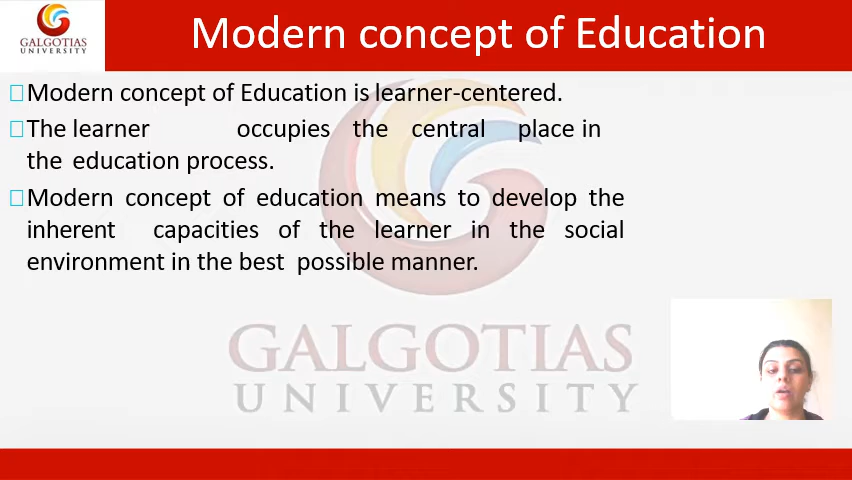 GALGOTIAS
UNIVERSITY
Modern concept of Education
Modern concept of Education is learner-centered.
The learner occupies the central place in
the education process.
Modern concept of education means to develop the
inherent capacities of the learner in the social
environment in the best possible manner.
GALGOTIAS
UNIVERSITY